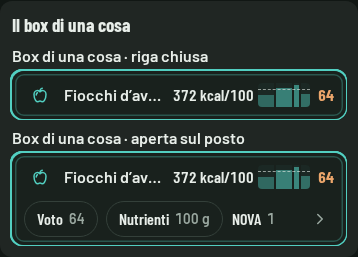 Il box di una cosa
Box di una cosa · riga chiusa
Fiocchi d’av… 372 kcal/100 64
Box di una cosa · aperta sul posto
Fiocchi d’av… 372 kcal/100 64
Voto 64 Nutrienti 100 g NOVA 1